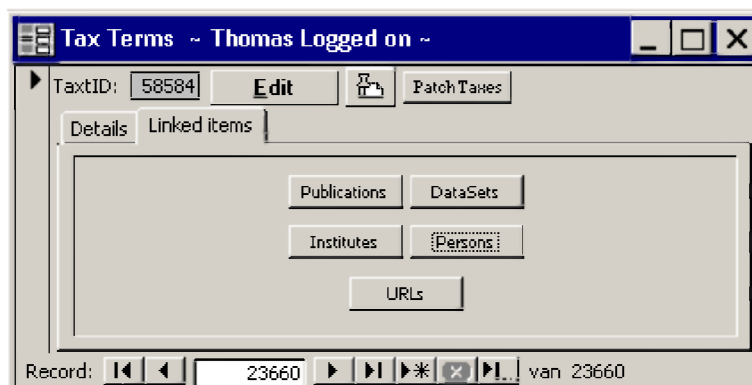 Tax Terms ~ Thomas Logged on ~
TaxtID: 58584 Edit Patch Taxes
Details Linked items
Publications DataSets
Institutes Persons
URLs
Record: 23660 van 23660